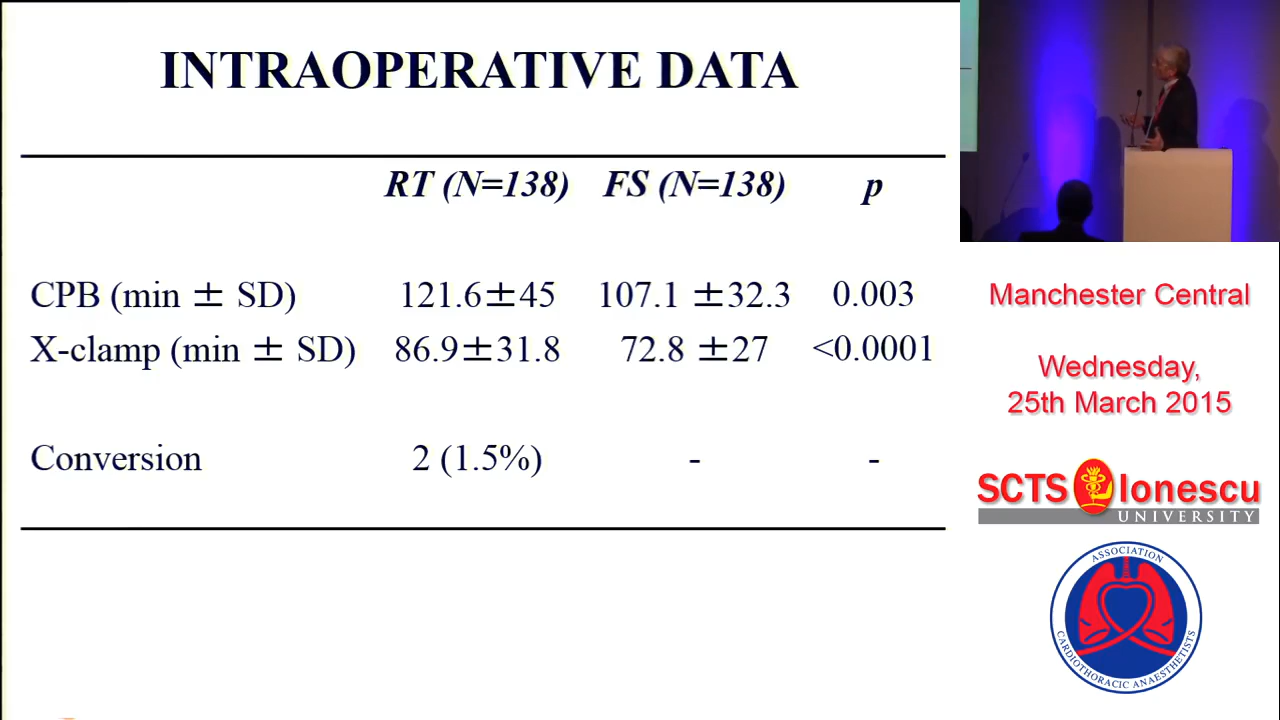 INTRAOPERATIVE DATA
RT (N=138) FS (N=138) p
CPB (min ± SD) 121.6±45 107.1 ±32.3 0.003
X-clamp (min ± SD) 86.9±31.8 72.8 ±27 <0.0001
Conversion 2 (1.5%) - -
Manchester Central
Wednesday,
25th March 2015
SCTS Ionescu
UNIVERSITY
ASSOCIATION
CARDIOTHORACIC ANAESTHETISTS